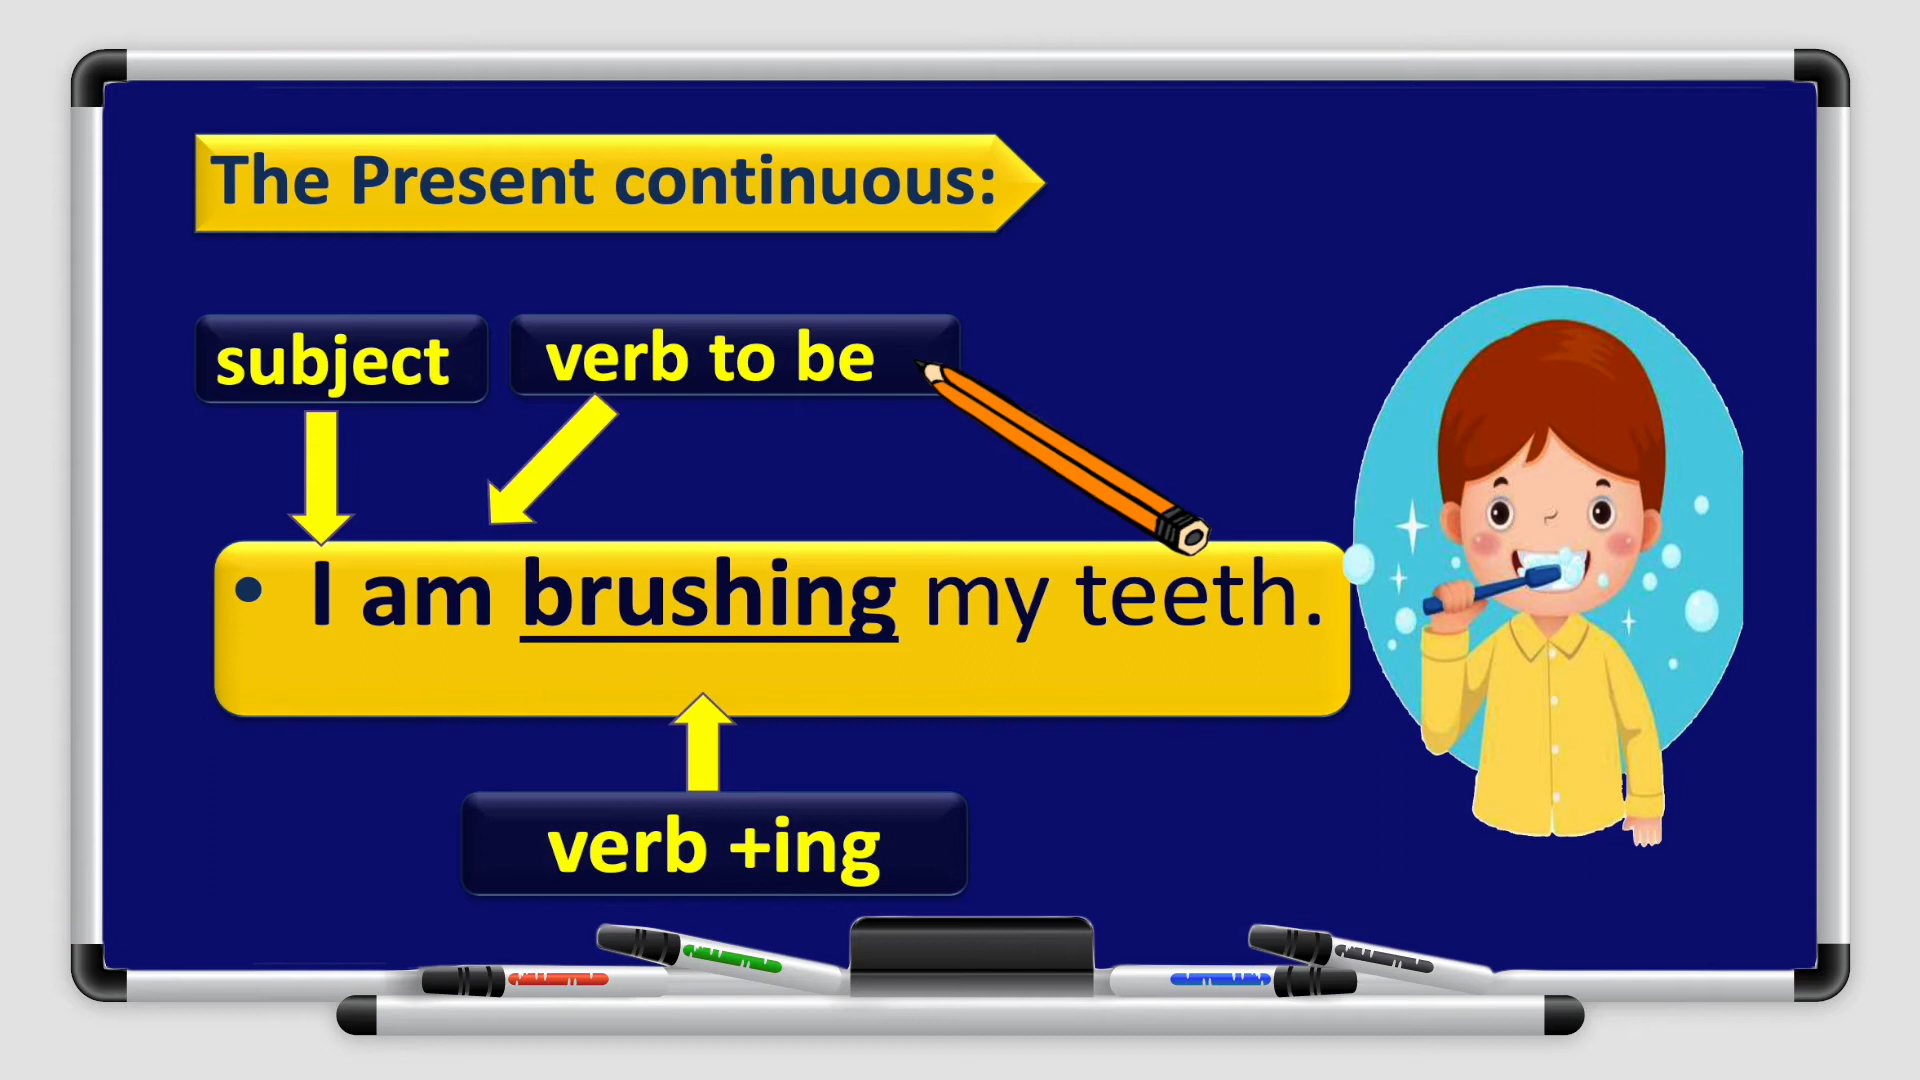 The Present continuous:
subject
verb to be
• I am brushing my teeth.
verb +ing